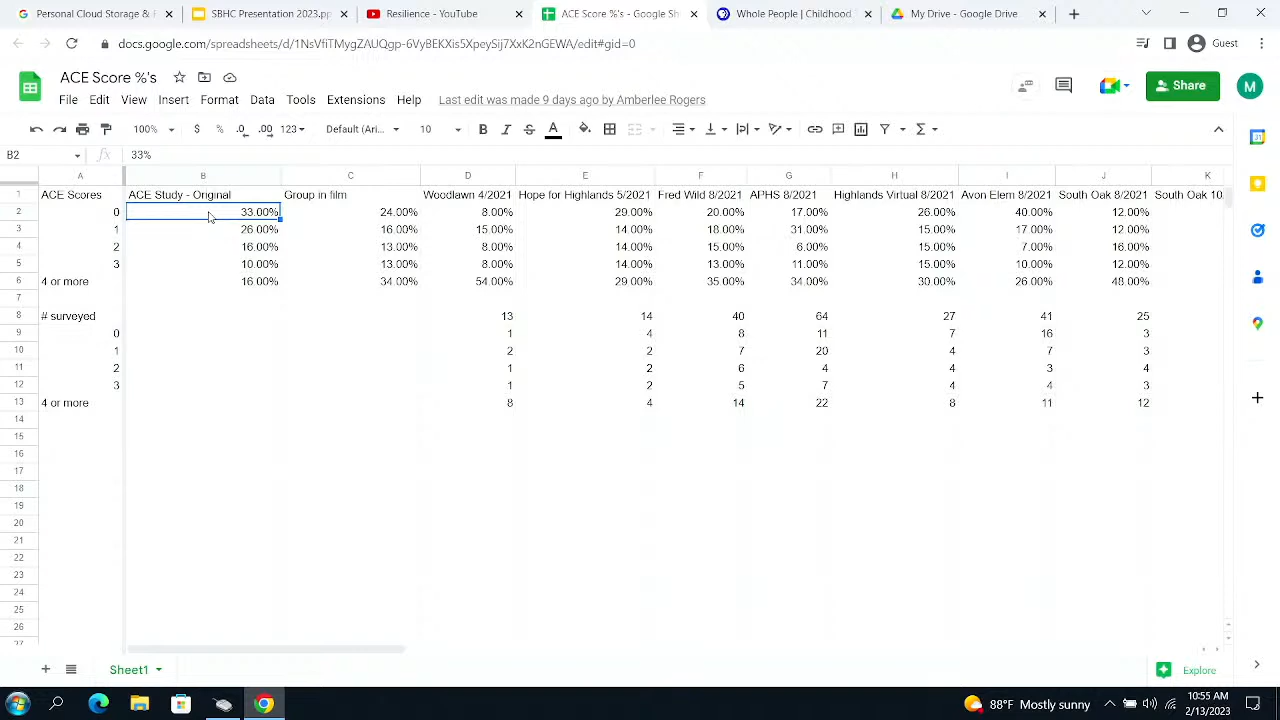 Personal Cloud Storage &
SBHC Presentation 2023.pp
Resilience - YouTube
ACE Score %'s - Google Sh
Whole People | Childhood
My Drive - Google Drive
docs.google.com/spreadsheets/d/1NsVfiTMygZAUQgp-6VyBEKXis5XpeySij7XxK2nGEWA/edit#gid=0
Guest
ACE Score %'s
Share
M
File Edit View Insert Format Data Tools Extensions Help Last edit was made 9 days ago by Amberlee Rogers
100% $ % .0 .00 123 Default (Ari... 10 B I S A
B2 fx 33%
A B C D E F G H I J K
1 ACE Scores ACE Study - Original Group in film Woodlawn 4/2021 Hope for Highlands 5/2021 Fred Wild 8/2021 APHS 8/2021 Highlands Virtual 8/2021 Avon Elem 8/2021 South Oak 8/2021 South Oak 10
2 0 33.00% 24.00% 8.00% 29.00% 20.00% 17.00% 26.00% 40.00% 12.00%
3 1 26.00% 16.00% 15.00% 14.00% 18.00% 31.00% 15.00% 17.00% 12.00%
4 2 16.00% 13.00% 8.00% 14.00% 15.00% 6.00% 15.00% 7.00% 16.00%
5 3 10.00% 13.00% 8.00% 14.00% 13.00% 11.00% 15.00% 10.00% 12.00%
6 4 or more 16.00% 34.00% 54.00% 29.00% 35.00% 34.00% 30.00% 26.00% 48.00%
7
8 # surveyed 13 14 40 64 27 41 25
9 0 1 4 8 11 7 16 3
10 1 2 2 7 20 4 7 3
11 2 1 2 6 4 4 3 4
12 3 1 2 5 7 4 4 3
13 4 or more 8 4 14 22 8 11 12
14
15
16
17
18
19
20
21
22
23
24
25
26
27
Sheet1
Explore
88°F Mostly sunny
10:55 AM
2/13/2023